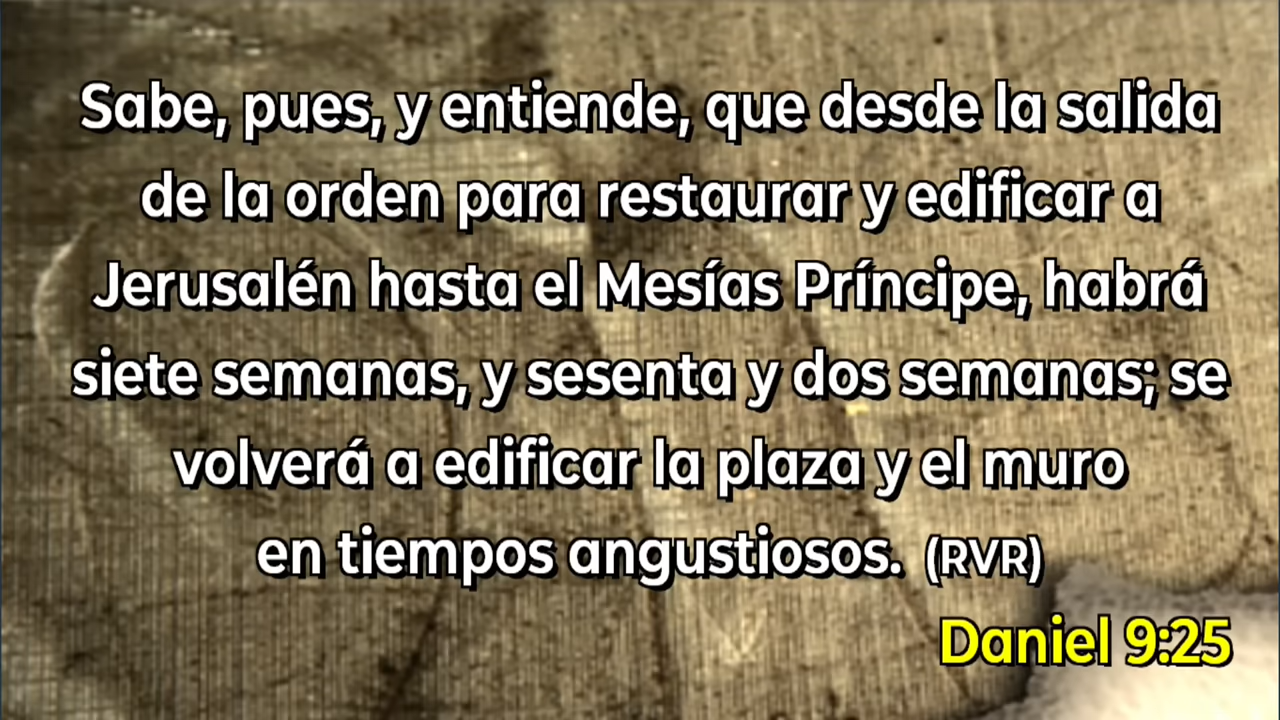 Sabe, pues, y entiende, que desde la salida
de la orden para restaurar y edificar a
Jerusalén hasta el Mesías Príncipe, habrá
siete semanas, y sesenta y dos semanas; se
volverá a edificar la plaza y el muro
en tiempos angustiosos. (RVR)
Daniel 9:25